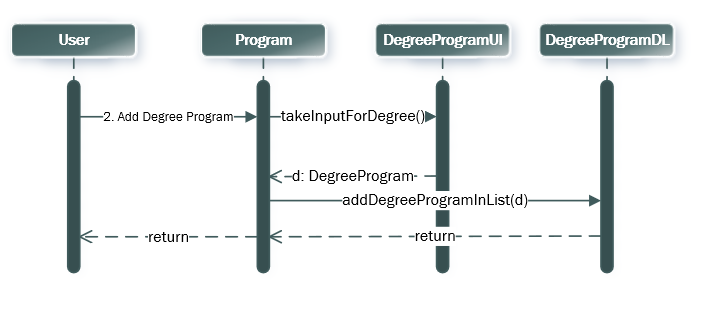 User
Program
DegreeProgramUI
DegreeProgramDL
2. Add Degree Program
takeInputForDegree()
d: DegreeProgram
addDegreeProgramInList(d)
return
return